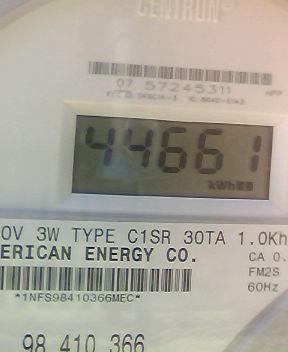 CENTRON®
07 57245311
44661
kWh
0V 3W TYPE C1SR 30TA 1.0Kh
ERICAN ENERGY CO.
CA 0.
FM2S
60Hz
*1NFS98410366MEC*
98 410 366